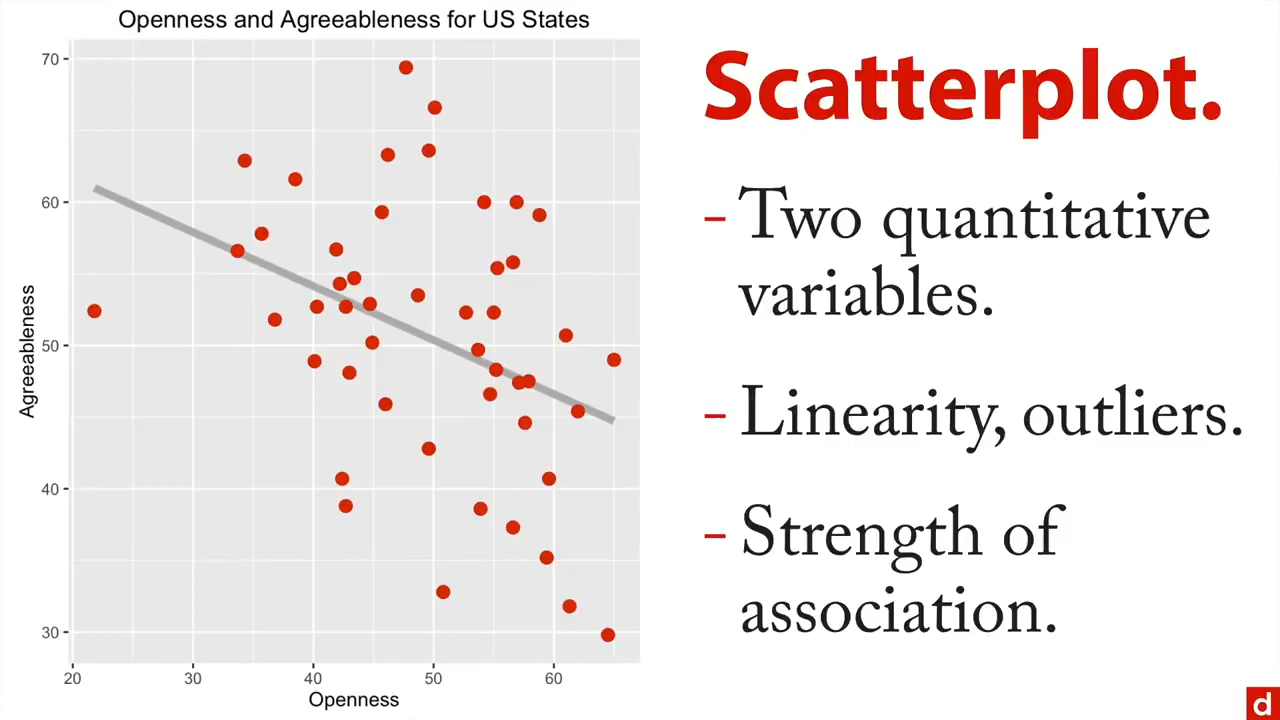 Openness and Agreeableness for US States
70
60
50
40
30
Agreeableness
20 30 40 50 60
Openness
Scatterplot.
- Two quantitative
variables.
- Linearity, outliers.
- Strength of
association.
d